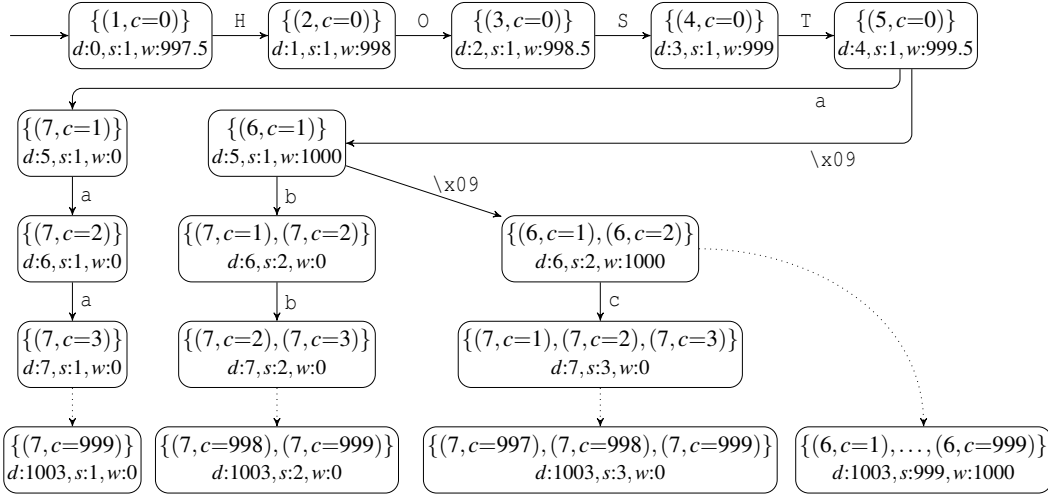 {(1, c=0)}
d:0, s:1, w:997.5
H
{(2, c=0)}
d:1, s:1, w:998
O
{(3, c=0)}
d:2, s:1, w:998.5
S
{(4, c=0)}
d:3, s:1, w:999
T
{(5, c=0)}
d:4, s:1, w:999.5
a
\x09
{(7, c=1)}
d:5, s:1, w:0
{(6, c=1)}
d:5, s:1, w:1000
a
b
\x09
{(7, c=2)}
d:6, s:1, w:0
{(7, c=1), (7, c=2)}
d:6, s:2, w:0
{(6, c=1), (6, c=2)}
d:6, s:2, w:1000
a
b
c
{(7, c=3)}
d:7, s:1, w:0
{(7, c=2), (7, c=3)}
d:7, s:2, w:0
{(7, c=1), (7, c=2), (7, c=3)}
d:7, s:3, w:0
{(7, c=999)}
d:1003, s:1, w:0
{(7, c=998), (7, c=999)}
d:1003, s:2, w:0
{(7, c=997), (7, c=998), (7, c=999)}
d:1003, s:3, w:0
{(6, c=1), ..., (6, c=999)}
d:1003, s:999, w:1000